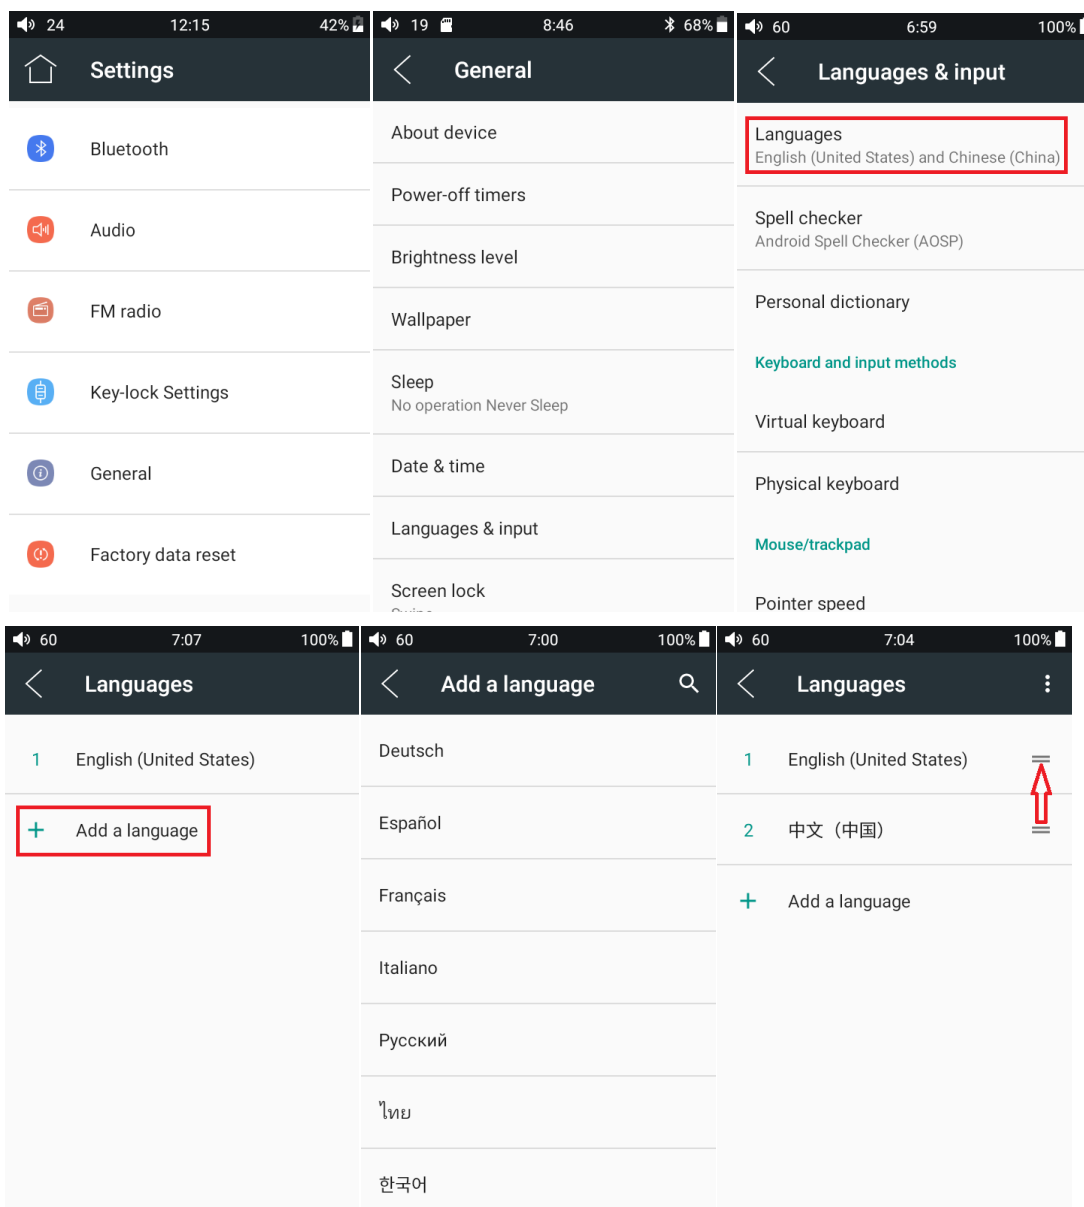 24 12:15 42%
Settings
Bluetooth
Audio
FM radio
Key-lock Settings
General
Factory data reset
19 8:46 68%
General
About device
Power-off timers
Brightness level
Wallpaper
Sleep
No operation Never Sleep
Date & time
Languages & input
Screen lock
60 6:59 100%
Languages & input
Languages
English (United States) and Chinese (China)
Spell checker
Android Spell Checker (AOSP)
Personal dictionary
Keyboard and input methods
Virtual keyboard
Physical keyboard
Mouse/trackpad
Pointer speed
60 7:07 100%
Languages
1 English (United States)
+ Add a language
60 7:00 100%
Add a language
Deutsch
Español
Français
Italiano
Русский
ไทย
한국어
60 7:04 100%
Languages
1 English (United States)
2 中文（中国）
+ Add a language